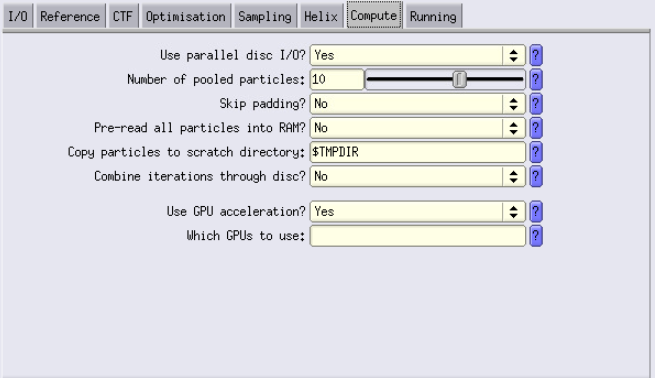 I/O Reference CTF Optimisation Sampling Helix Compute Running
Use parallel disc I/O? Yes ?
Number of pooled particles: 10 ?
Skip padding? No ?
Pre-read all particles into RAM? No ?
Copy particles to scratch directory: $TMPDIR
Combine iterations through disc? No ?
Use GPU acceleration? Yes ?
Which GPUs to use: ?